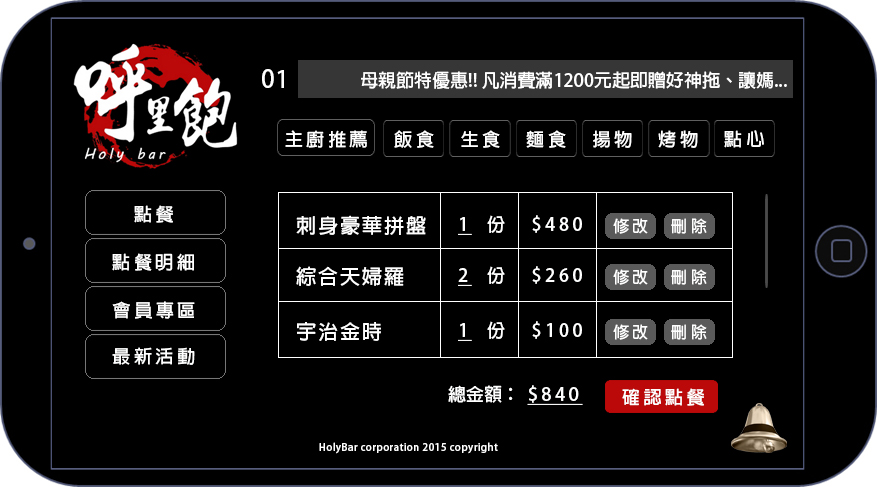 呼里飽
Holy bar
01 母親節特優惠!! 凡消費滿1200元起即贈好神拖、讓媽...
主廚推薦 飯食 生食 麵食 揚物 烤物 點心
點餐
點餐明細
會員專區
最新活動
刺身豪華拼盤 1 份 $480 修改 刪除
綜合天婦羅 2 份 $260 修改 刪除
宇治金時 1 份 $100 修改 刪除
總金額： $840 確認點餐
HolyBar corporation 2015 copyright